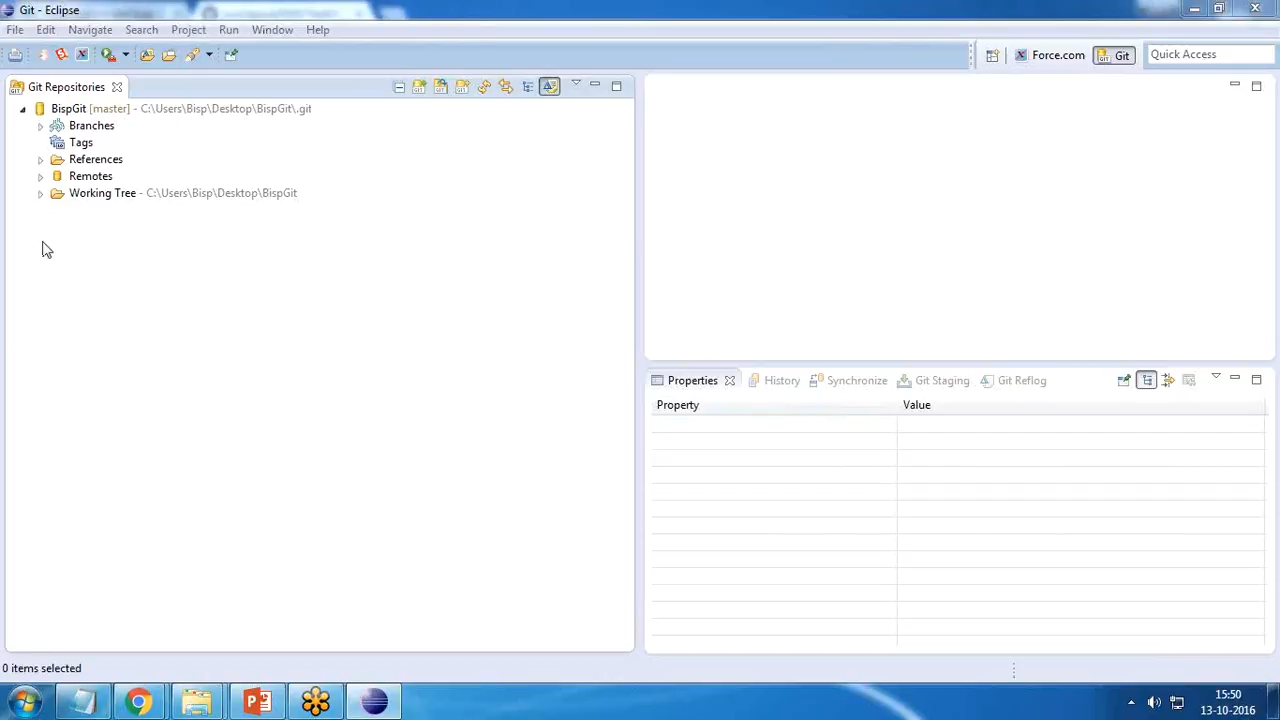 Git - Eclipse
File Edit Navigate Search Project Run Window Help
Force.com Git Quick Access
Git Repositories
BispGit [master] - C:\Users\Bisp\Desktop\BispGit\.git
Branches
Tags
References
Remotes
Working Tree - C:\Users\Bisp\Desktop\BispGit
Properties History Synchronize Git Staging Git Reflog
Property Value
0 items selected
15:50
13-10-2016